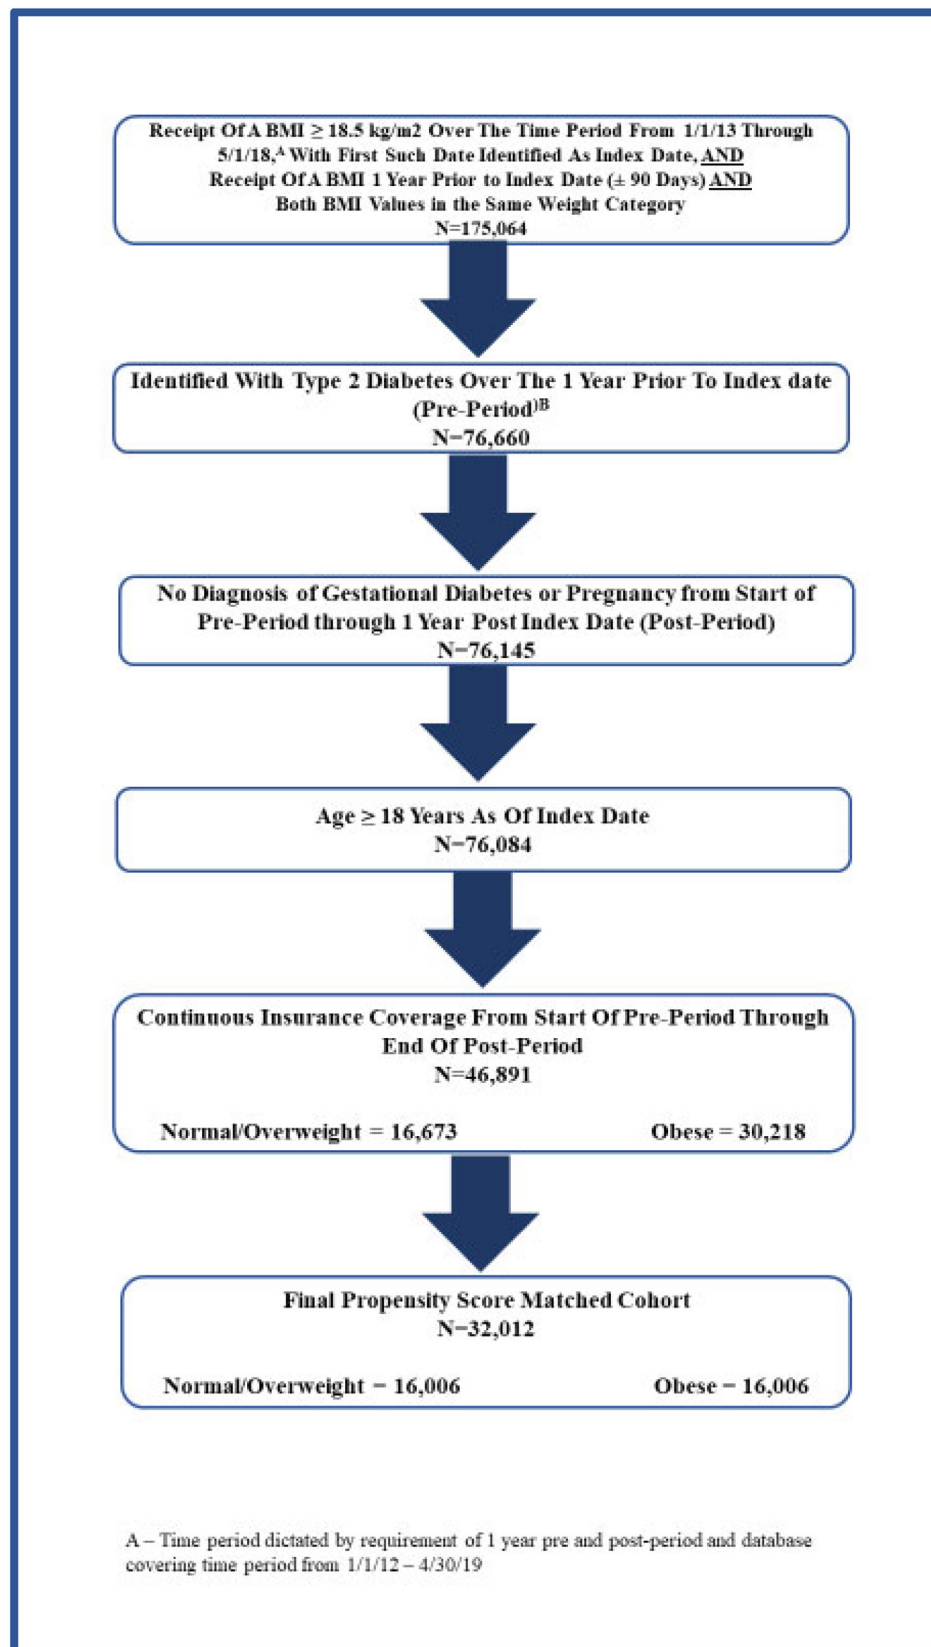 Receipt Of A BMI ≥ 18.5 kg/m2 Over The Time Period From 1/1/13 Through
5/1/18,A With First Such Date Identified As Index Date, AND
Receipt Of A BMI 1 Year Prior to Index Date (± 90 Days) AND
Both BMI Values in the Same Weight Category
N=175,064
Identified With Type 2 Diabetes Over The 1 Year Prior To Index date
(Pre-Period)B
N=76,660
No Diagnosis of Gestational Diabetes or Pregnancy from Start of
Pre-Period through 1 Year Post Index Date (Post-Period)
N=76,145
Age ≥ 18 Years As Of Index Date
N=76,084
Continuous Insurance Coverage From Start Of Pre-Period Through
End Of Post-Period
N=46,891
Normal/Overweight = 16,673 Obese = 30,218
Final Propensity Score Matched Cohort
N=32,012
Normal/Overweight = 16,006 Obese = 16,006
A – Time period dictated by requirement of 1 year pre and post-period and database
covering time period from 1/1/12 – 4/30/19